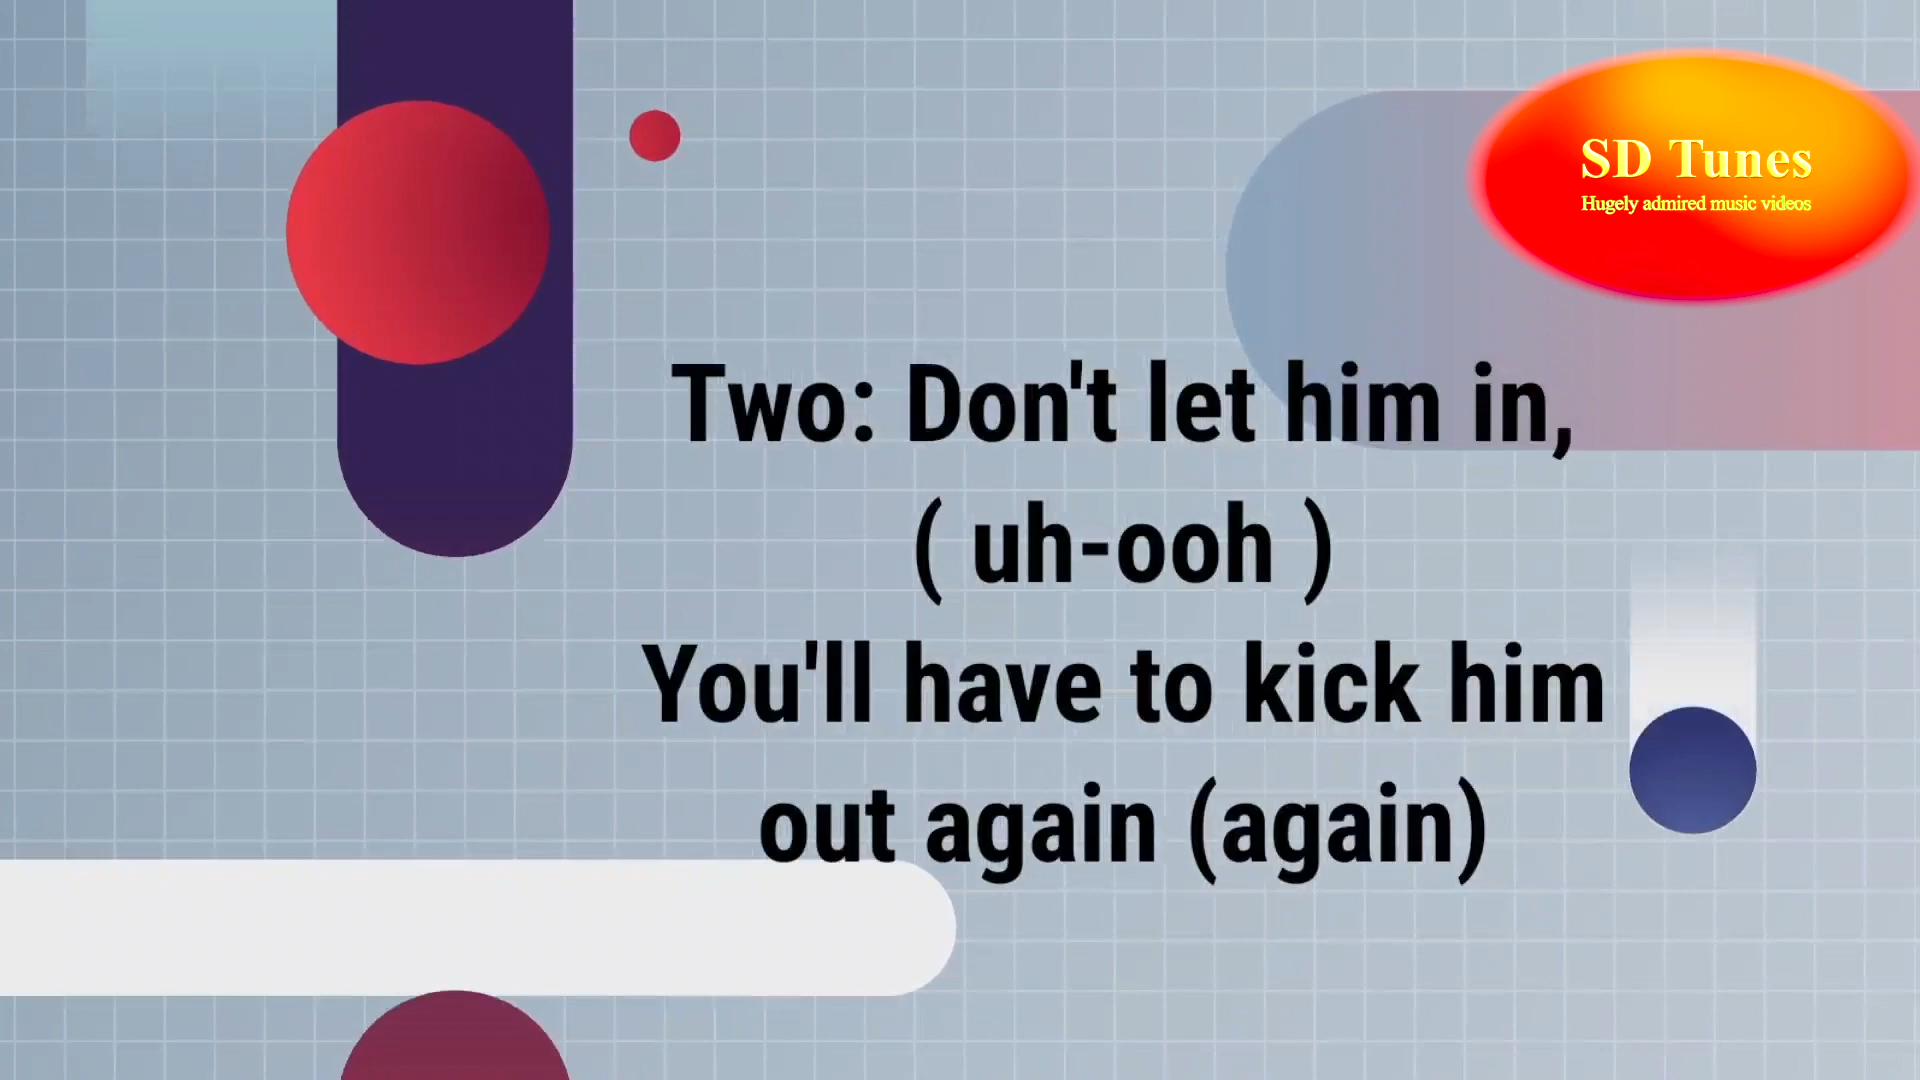 SD Tunes
Hugely admired music videos
Two: Don't let him in,
( uh-ooh )
You'll have to kick him
out again (again)